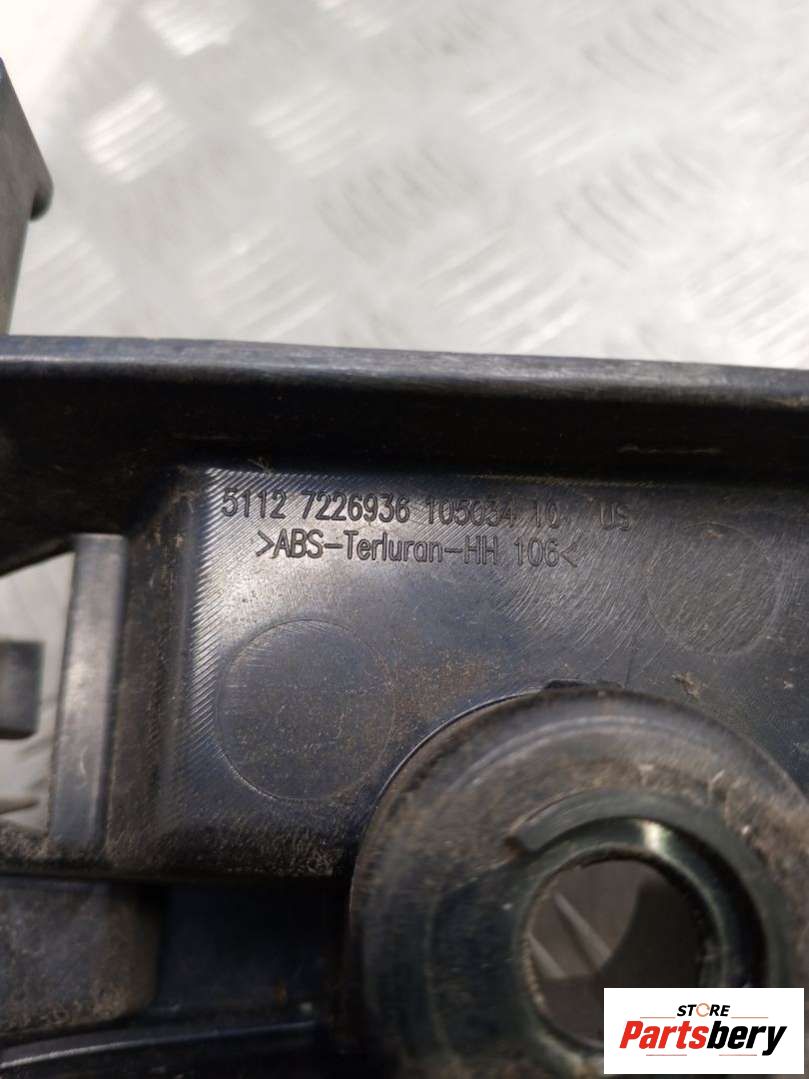 5112 7226936 105034 10 US
>ABS-Terluran-HH 106<
STORE
Partsbery